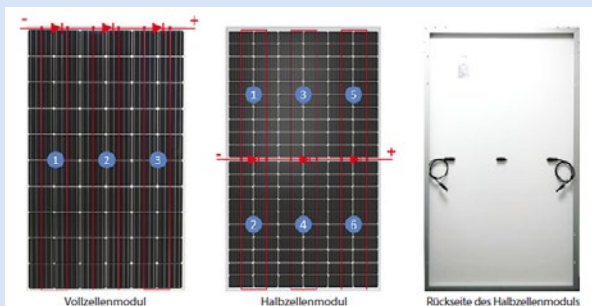 - +
1 2 3
Vollzellenmodul
1 3 5
- +
2 4 6
Halbzellenmodul
Rückseite des Halbzellenmoduls